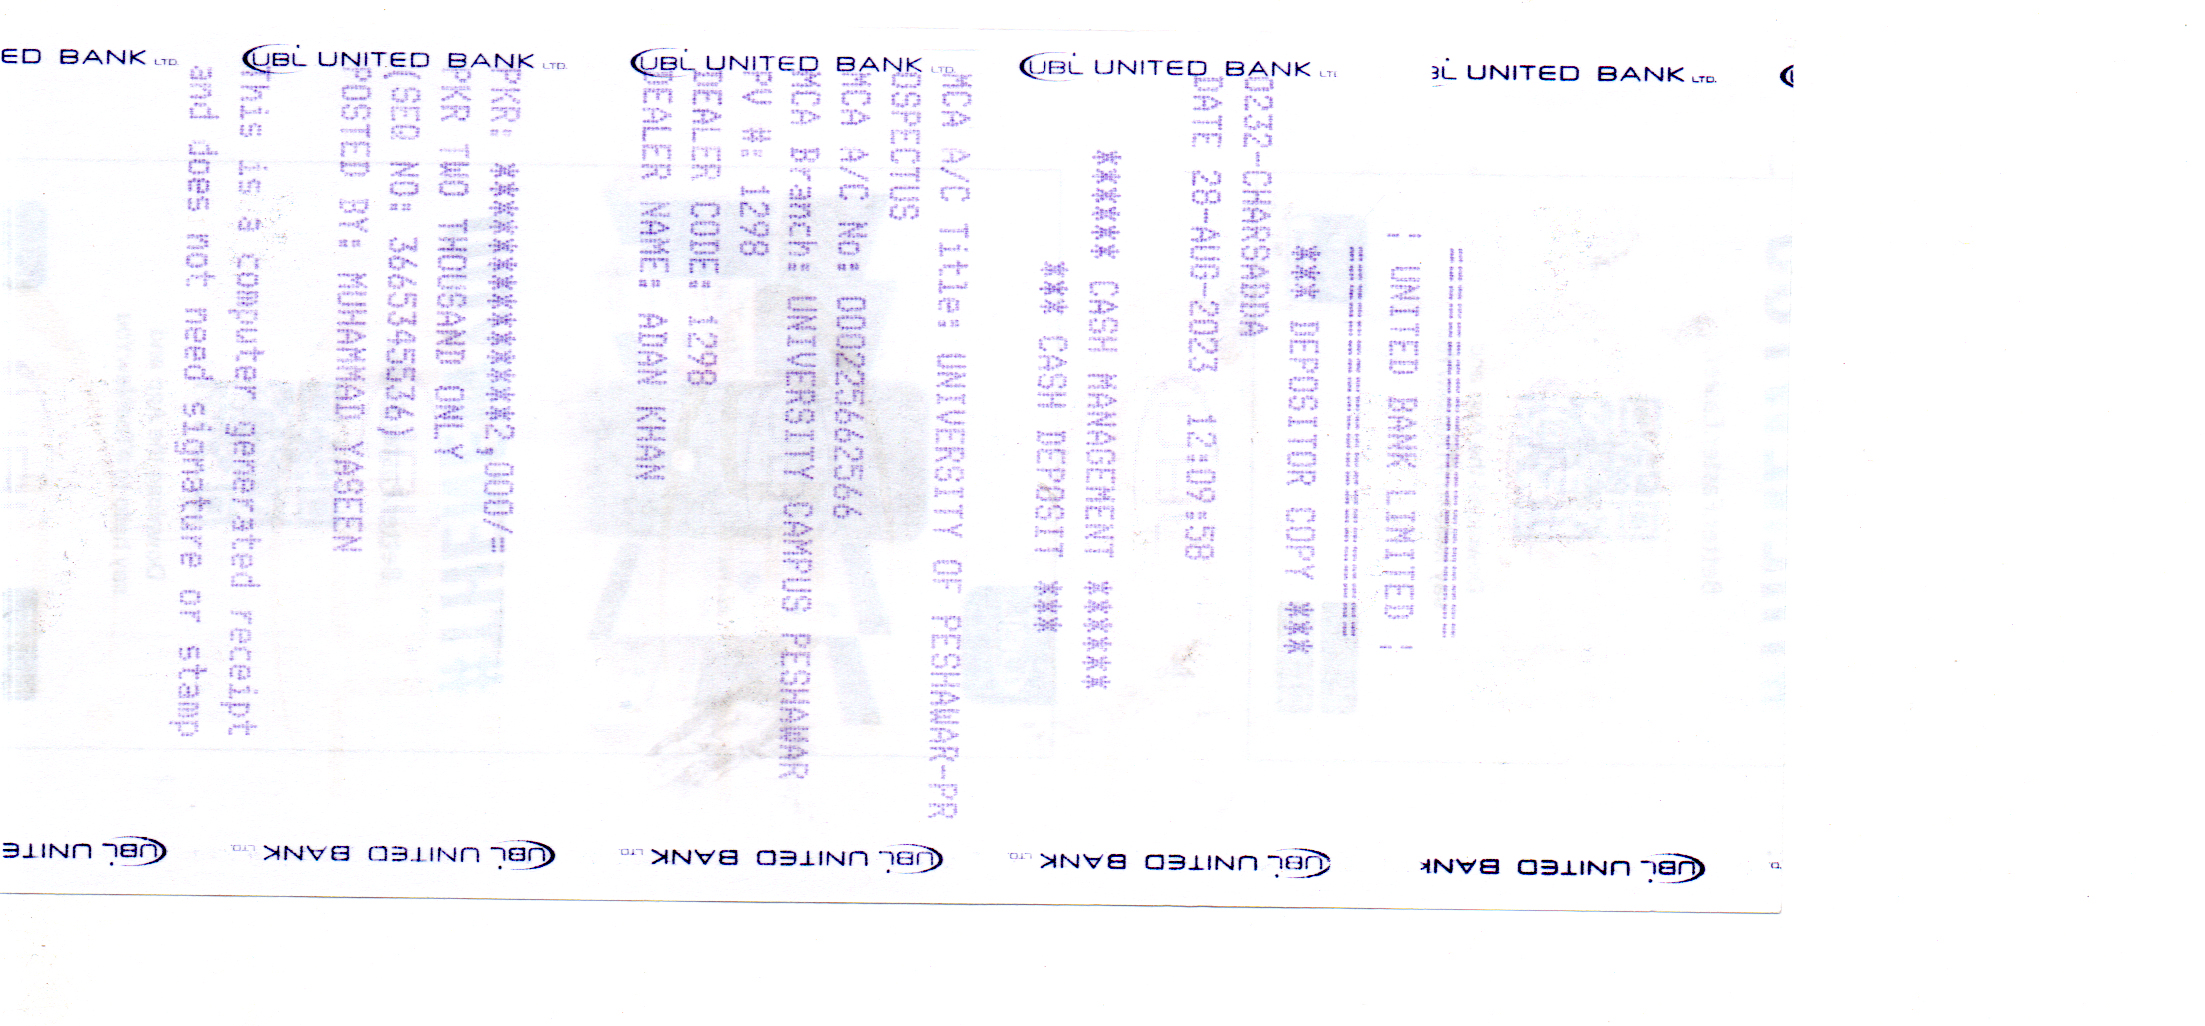 ED BANK LTD.
UBL UNITED BANK LTD.
UBL UNITED BANK LTD.
UBL UNITED BANK LT
BL UNITED BANK LTD.
! UNITED BANK LIMITED !
*** DEPOSITOR COPY ***
0232-CHARSADDA
DATE 29-AUG-2023 12:09:58
****** CASH MANAGEMENT ******
*** CASH DEPOSIT ***
MCA A/C Title: UNIVERSITY OF PESHAWAR-PR
OSPECTUS
MCA A/C No: 000225662566
MCA Branch: UNIVERSITY CAMPUS PESHAWAR
PV #: 1298
DEALER CODE: 1298
DEALER NAME: ADAN KHAN
PKR: ******************2,000/=
PKR TWO THOUSAND ONLY
(SEQ NO: 3665345536)
POSTED BY: MUHAMMAD YASEEN
This is a computer generated receipt
and does not need signature or stamp
UBL UNITE
UBL UNITED BANK LTD.
UBL UNITED BANK LTD.
UBL UNITED BANK LTD.
UBL UNITED BANK